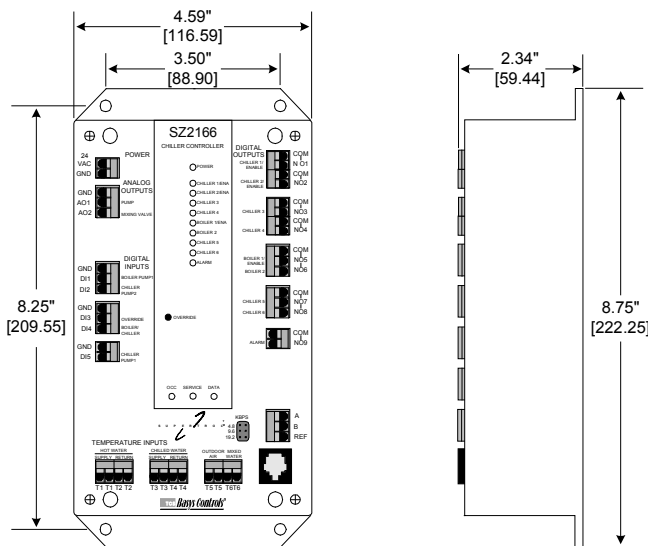 4.59"
[116.59]
3.50"
[88.90]
2.34"
[59.44]
SZ2166
CHILLER CONTROLLER
24
VAC
GND
POWER
ANALOG
OUTPUTS
GND
AO1
AO2
PUMP
MIXING VALVE
DIGITAL
INPUTS
GND
DI1
DI2
BOILER/PUMP1
CHILLER
PUMP2
GND
DI3
DI4
OVERRIDE
BOILER/
CHILLER
GND
DI5
CHILLER
PUMP1
POWER
CHILLER 1/ENA
CHILLER 2/ENA
CHILLER 3
CHILLER 4
BOILER 1/ENA
BOILER 2
CHILLER 5
CHILLER 6
ALARM
OVERRIDE
OCC SERVICE DATA
DIGITAL
OUTPUTS
CHILLER 1/
ENABLE
CHILLER 2/
ENABLE
COM
N O1
COM
NO2
CHILLER 3
CHILLER 4
COM
NO3
COM
NO4
BOILER 1/
ENABLE
BOILER 2
COM
NO5
NO6
CHILLER 5
CHILLER 6
COM
NO7
NO8
ALARM
COM
NO9
8.25"
[209.55]
8.75"
[222.25]
KBPS
4.8
9.6
19.2
A
B
REF
TEMPERATURE INPUTS
HOT WATER
SUPPLY RETURN
T1 T1 T2 T2
CHILLED WATER
SUPPLY RETURN
T3 T3 T4 T4
OUTDOOR MIXED
AIR WATER
T5 T5 T6T6
Basys Controls